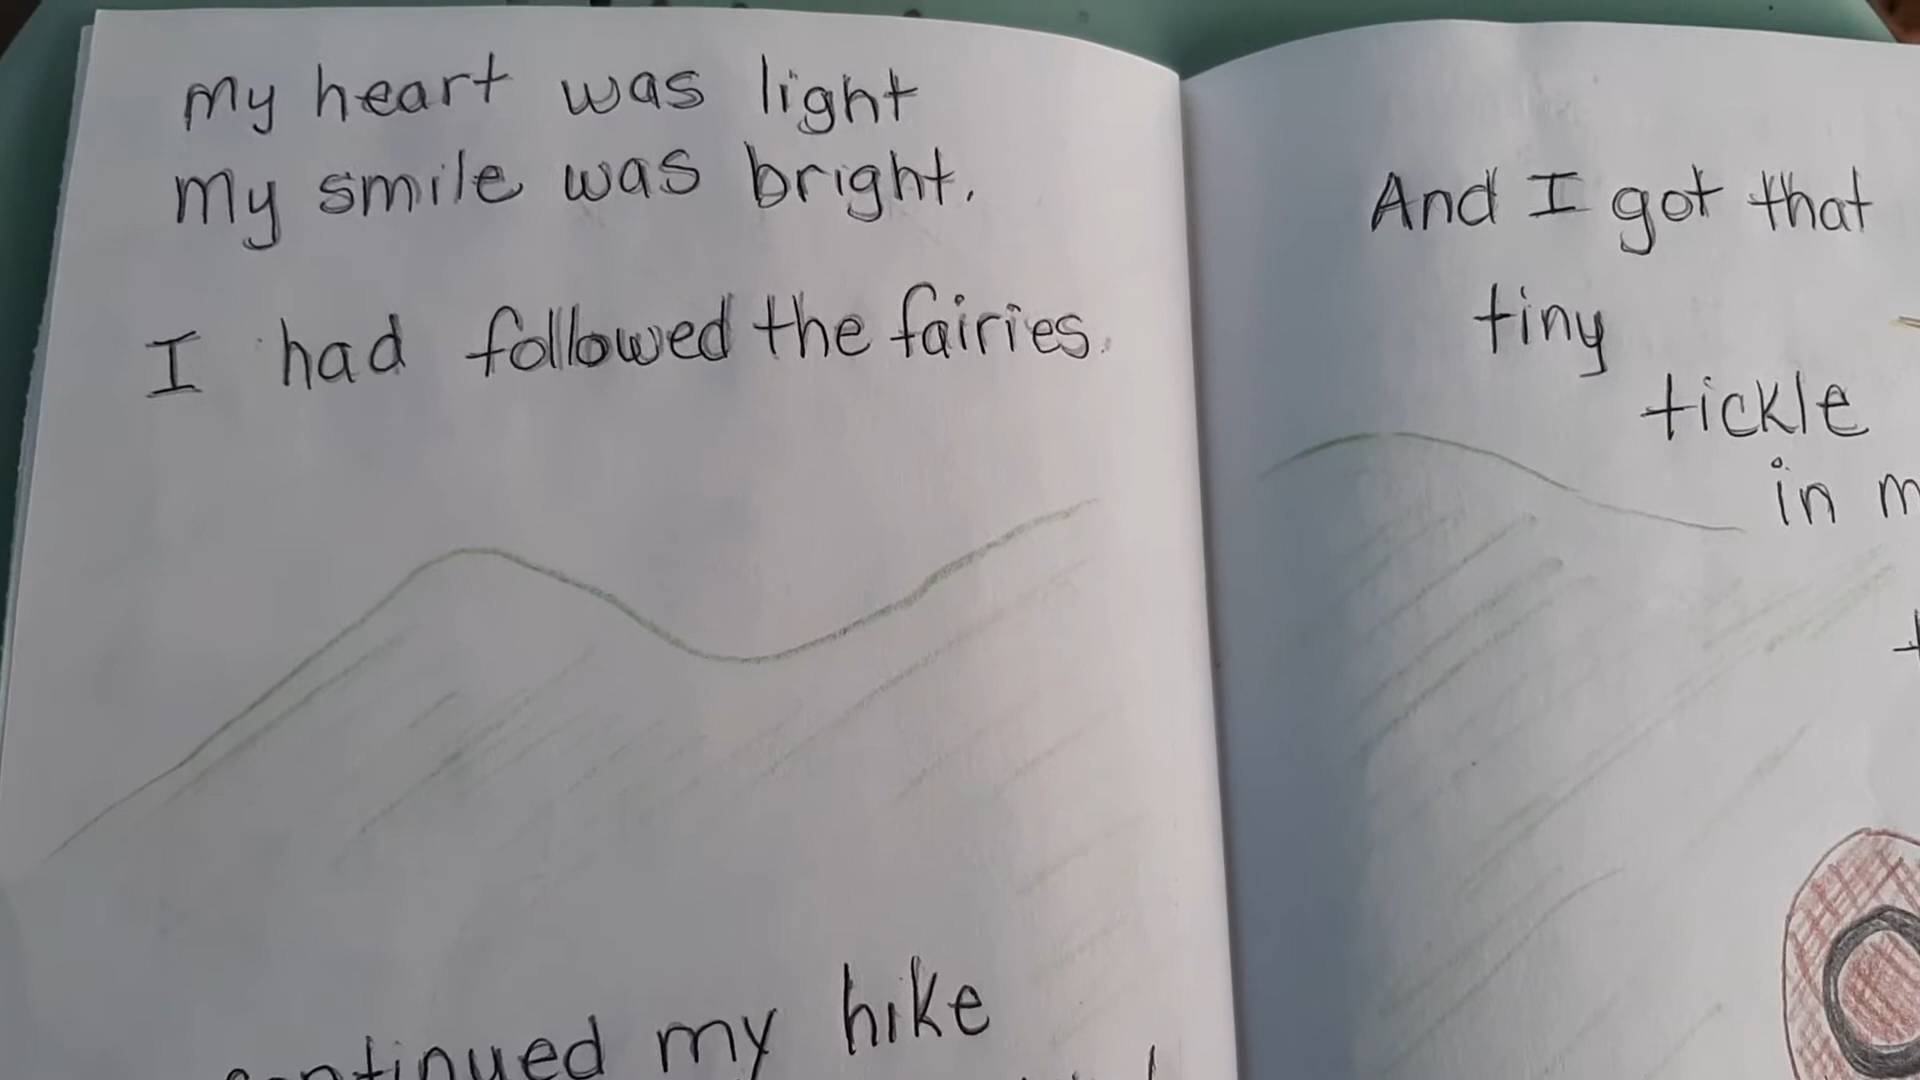 my heart was light
my smile was bright.
I had followed the fairies.
continued my hike
And I got that
tiny
tickle
in